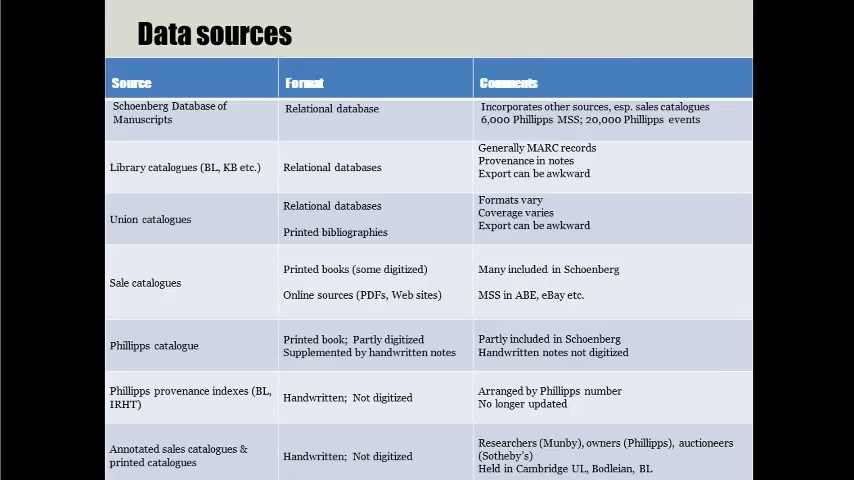 Data sources
Source
Format
Comments
Schoenberg Database of
Manuscripts
Relational database
Incorporates other sources, esp. sales catalogues
6,000 Phillipps MSS; 20,000 Phillipps events
Library catalogues (BL, KB etc.)
Relational databases
Generally MARC records
Provenance in notes
Export can be awkward
Union catalogues
Relational databases
Printed bibliographies
Formats vary
Coverage varies
Export can be awkward
Sale catalogues
Printed books (some digitized)
Online sources (PDFs, Web sites)
Many included in Schoenberg
MSS in ABE, eBay etc.
Phillipps catalogue
Printed book; Partly digitized
Supplemented by handwritten notes
Partly included in Schoenberg
Handwritten notes not digitized
Phillipps provenance indexes (BL,
IRHT)
Handwritten; Not digitized
Arranged by Phillipps number
No longer updated
Annotated sales catalogues &
printed catalogues
Handwritten; Not digitized
Researchers (Munby), owners (Phillipps), auctioneers
(Sotheby's)
Held in Cambridge UL, Bodleian, BL